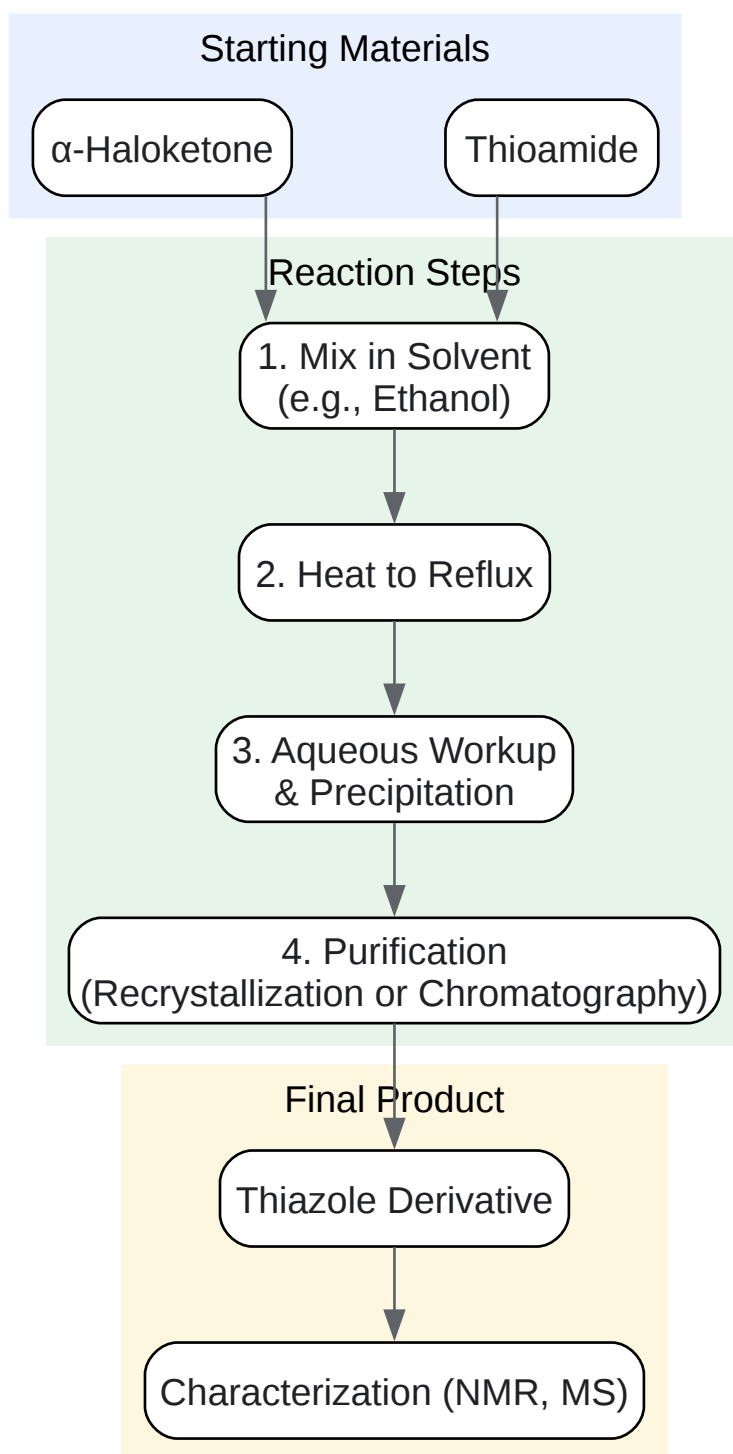 Starting Materials
α-Haloketone
Thioamide
Reaction Steps
1. Mix in Solvent
(e.g., Ethanol)
2. Heat to Reflux
3. Aqueous Workup
& Precipitation
4. Purification
(Recrystallization or Chromatography)
Final Product
Thiazole Derivative
Characterization (NMR, MS)